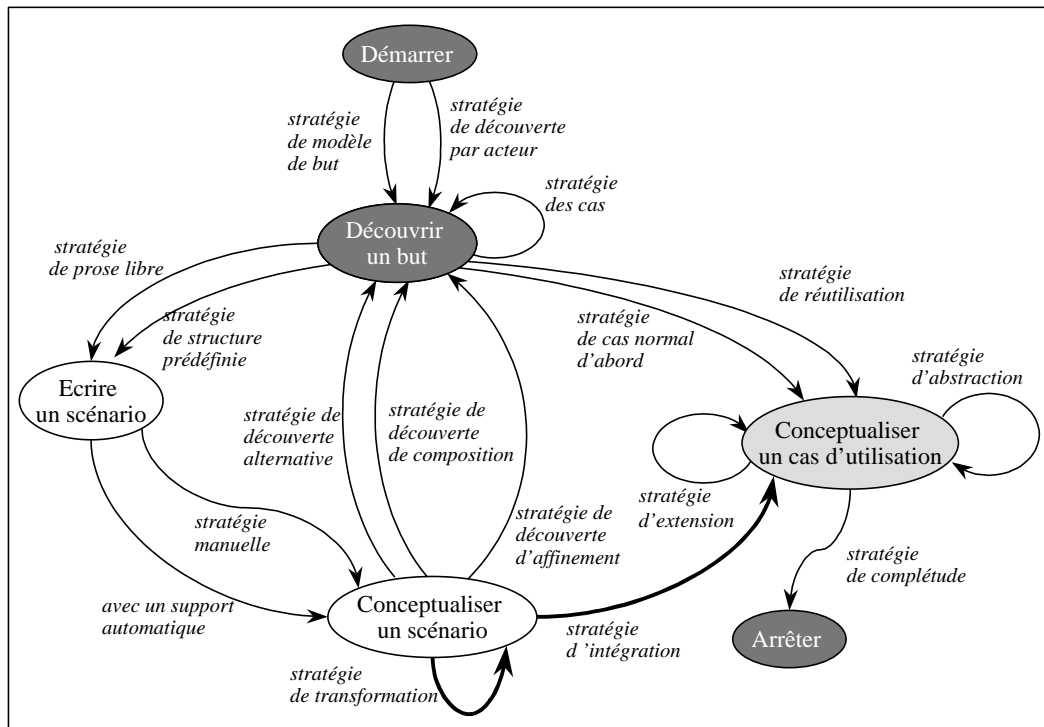 Démarrer
stratégie
de modèle
de but
stratégie
de découverte
par acteur
stratégie
des cas
Découvrir
un but
stratégie
de prose libre
stratégie
de structure
prédéfinie
stratégie
de réutilisation
stratégie
de cas normal
d’abord
stratégie
d’abstraction
Ecrire
un scénario
stratégie de
découverte
alternative
stratégie de
découverte
de composition
Conceptualiser
un cas d’utilisation
stratégie
d’extension
stratégie
manuelle
stratégie de
découverte
d’affinement
stratégie
de complétude
avec un support
automatique
Conceptualiser
un scénario
stratégie
d ’intégration
Arrêter
stratégie
de transformation